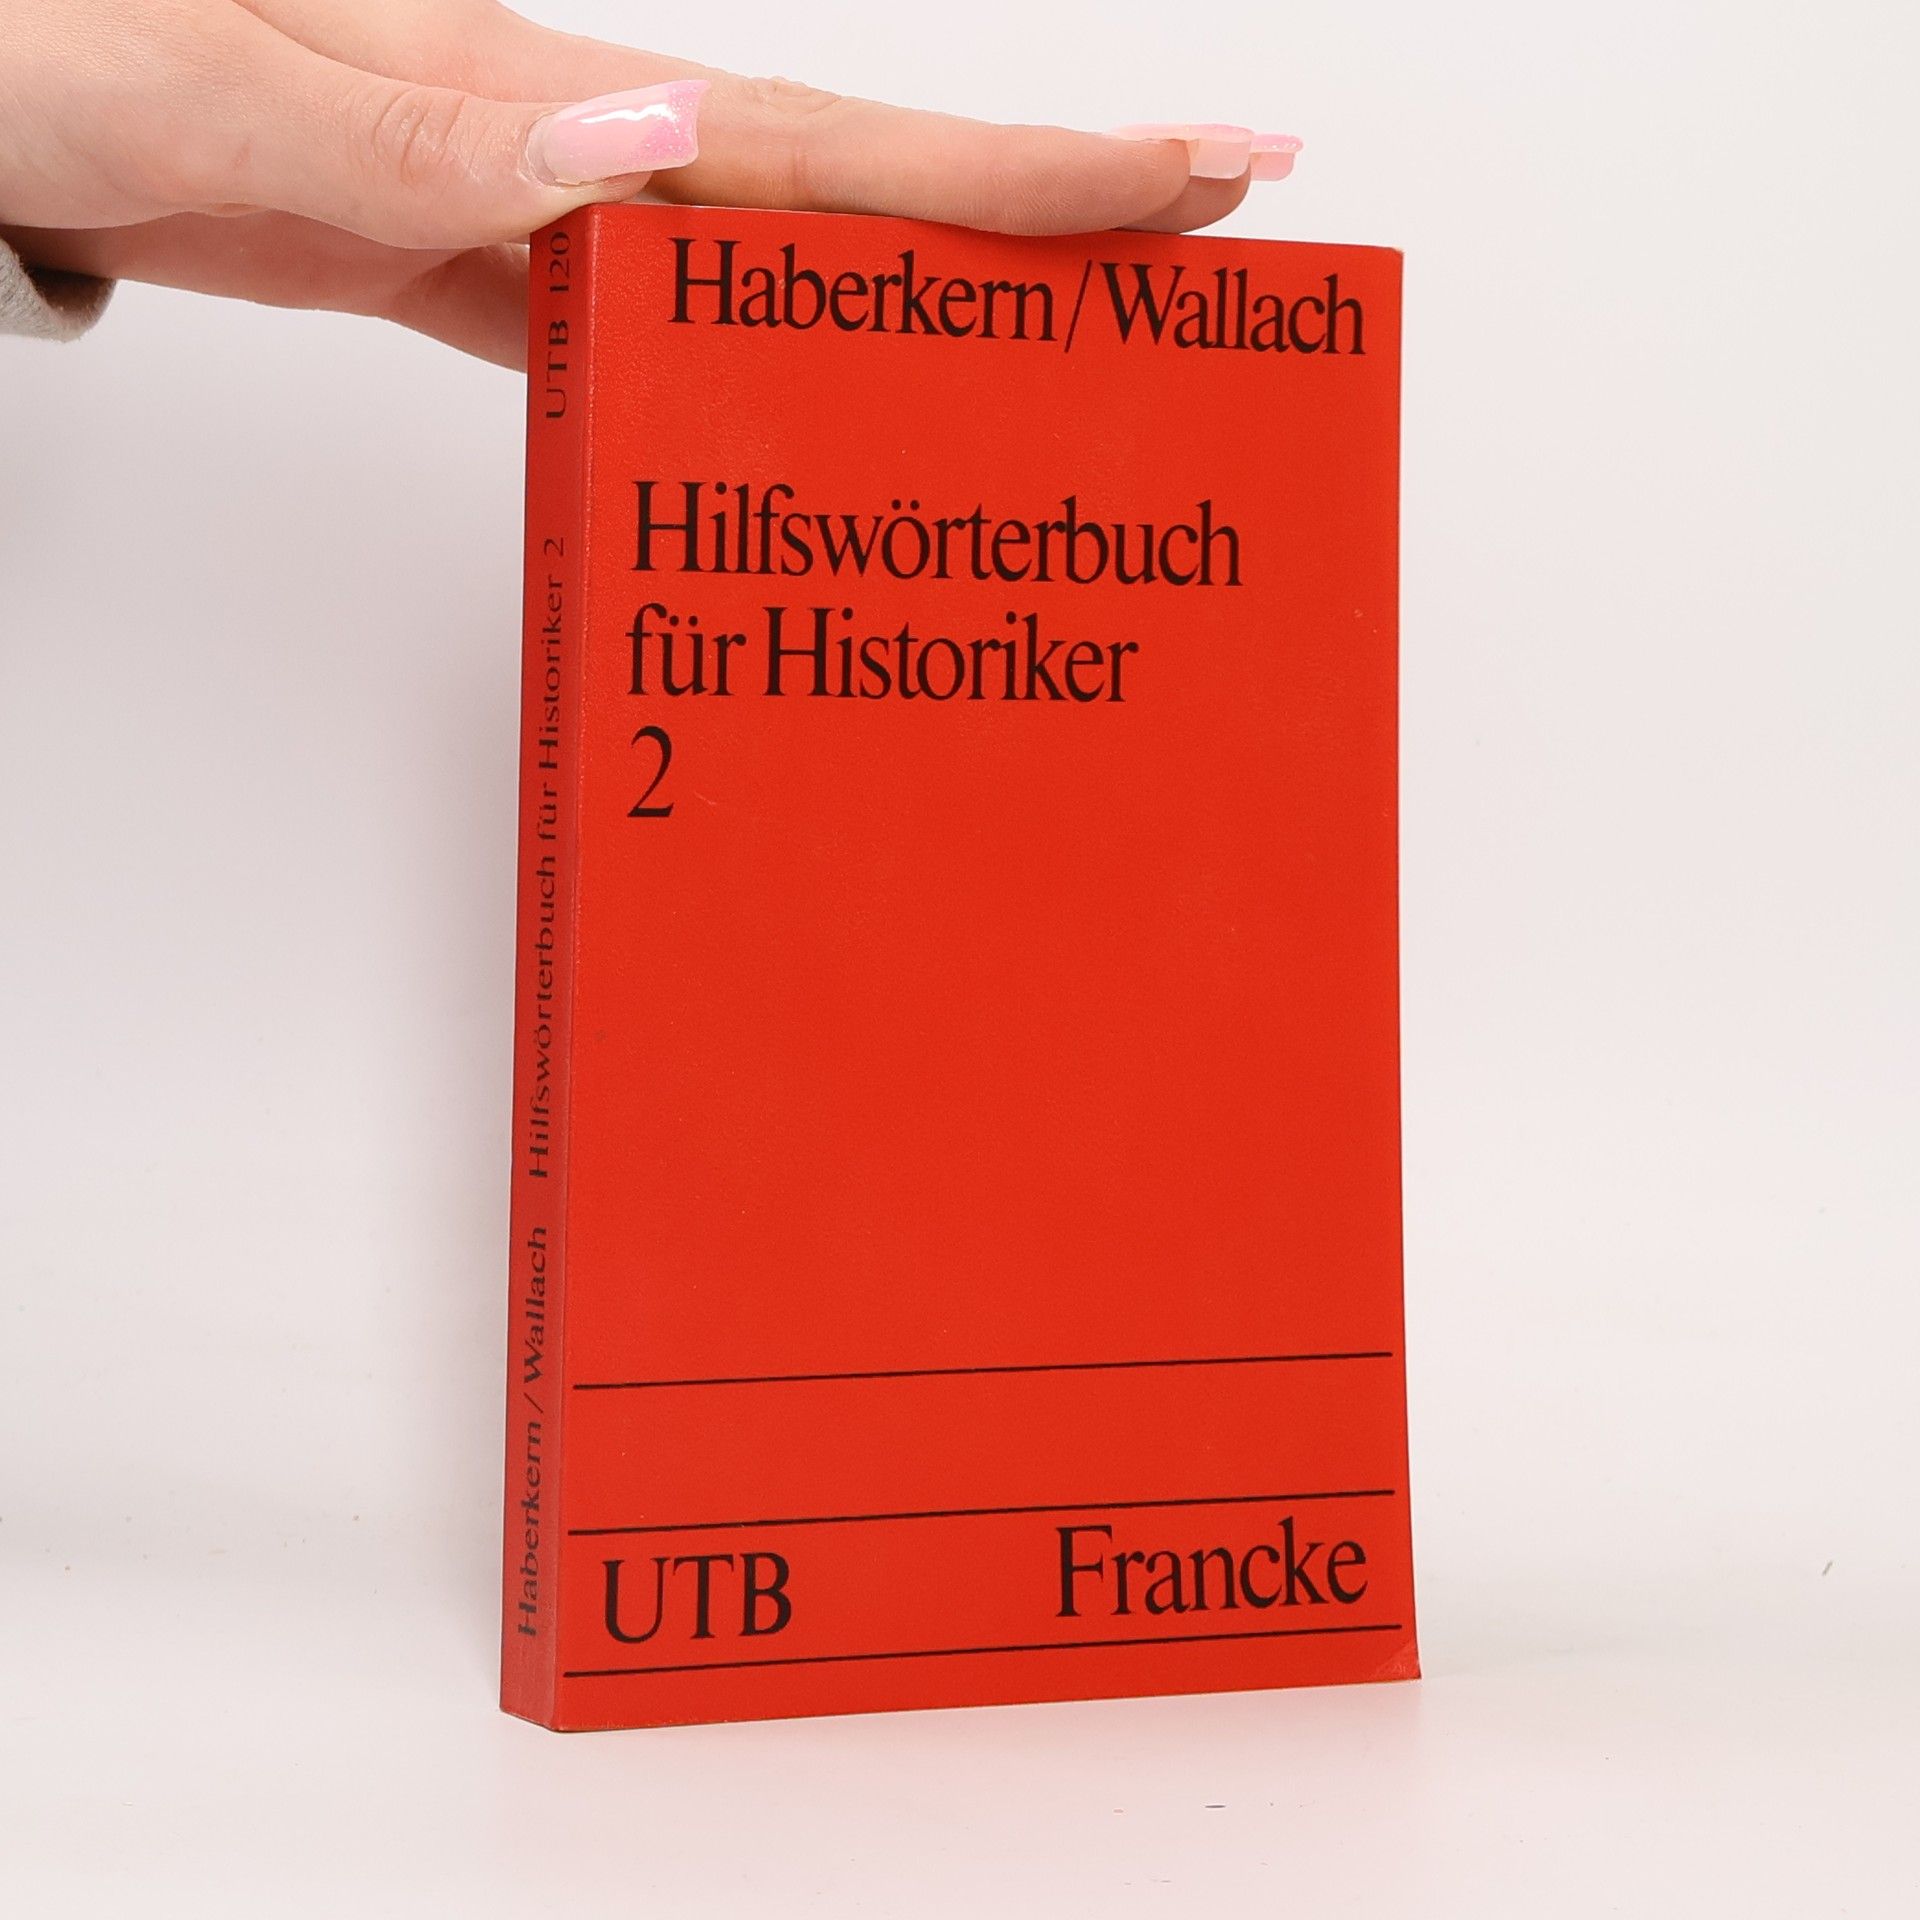 Haberkern/Wallach
Hilfswörterbuch
für Historiker
2
UTB Francke
Haberkern/Wallach Hilfswörterbuch für Historiker 2 UTB 120